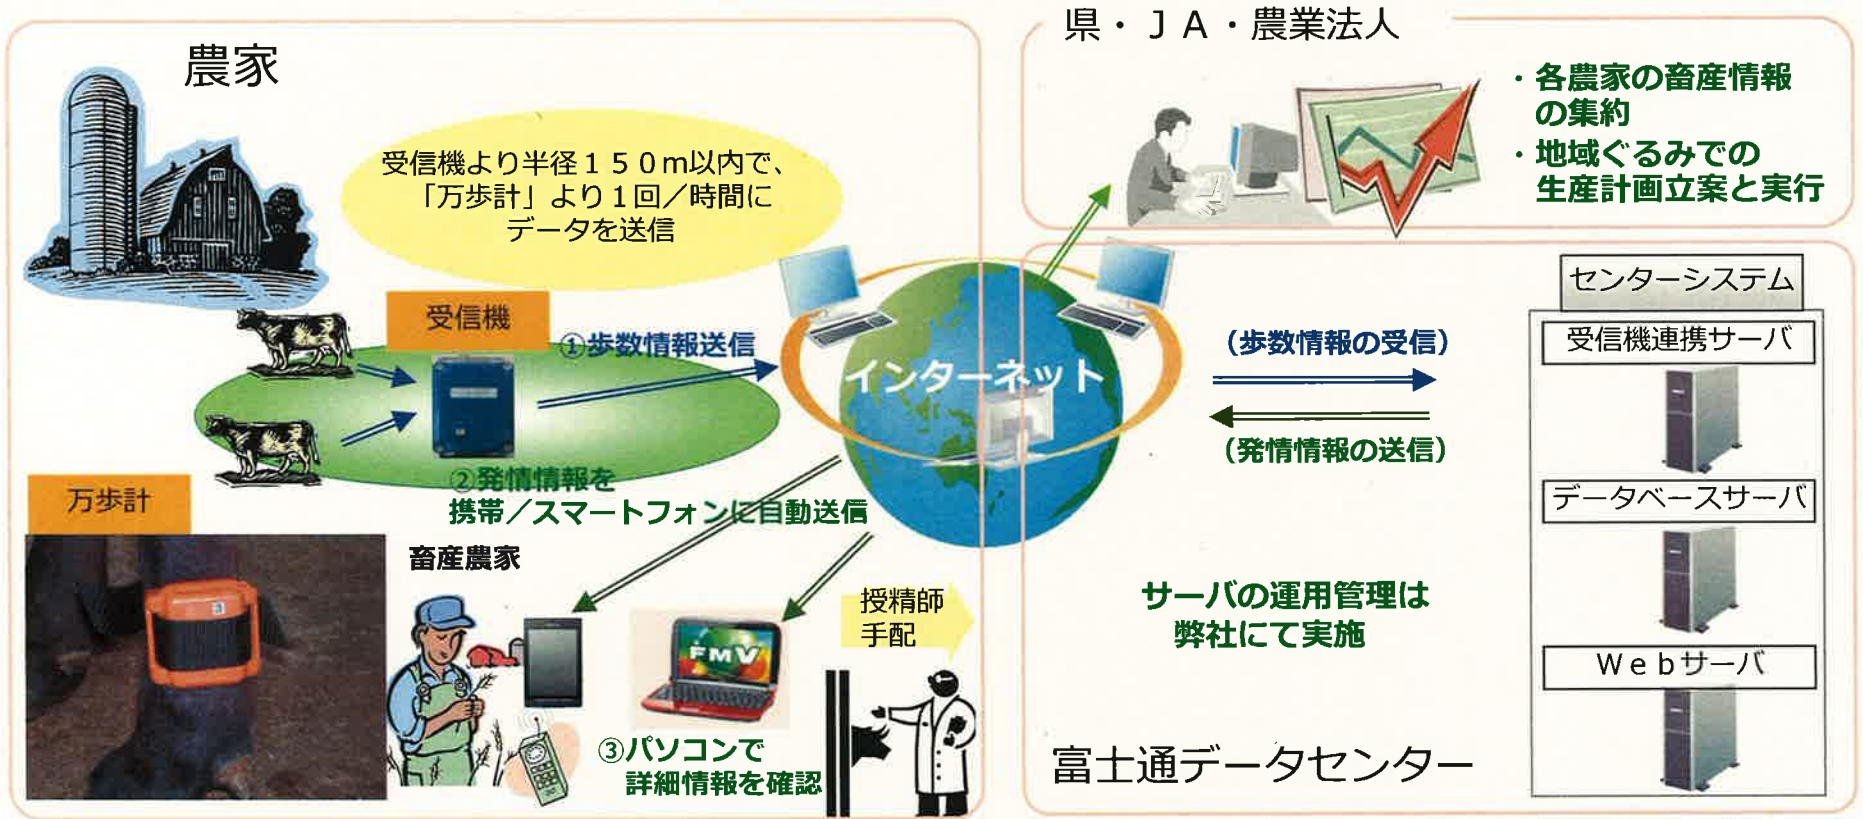 農家
受信機より半径１５０ｍ以内で、
「万歩計」より１回／時間に
データを送信
受信機
①歩数情報送信
②発情情報を
携帯／スマートフォンに自動送信
万歩計
畜産農家
FMV
③パソコンで
詳細情報を確認
授精師
手配
インターネット
県・ＪＡ・農業法人
・各農家の畜産情報
の集約
・地域ぐるみでの
生産計画立案と実行
（歩数情報の受信）
（発情情報の送信）
サーバの運用管理は
弊社にて実施
富士通データセンター
センターシステム
受信機連携サーバ
データベースサーバ
Ｗｅｂサーバ